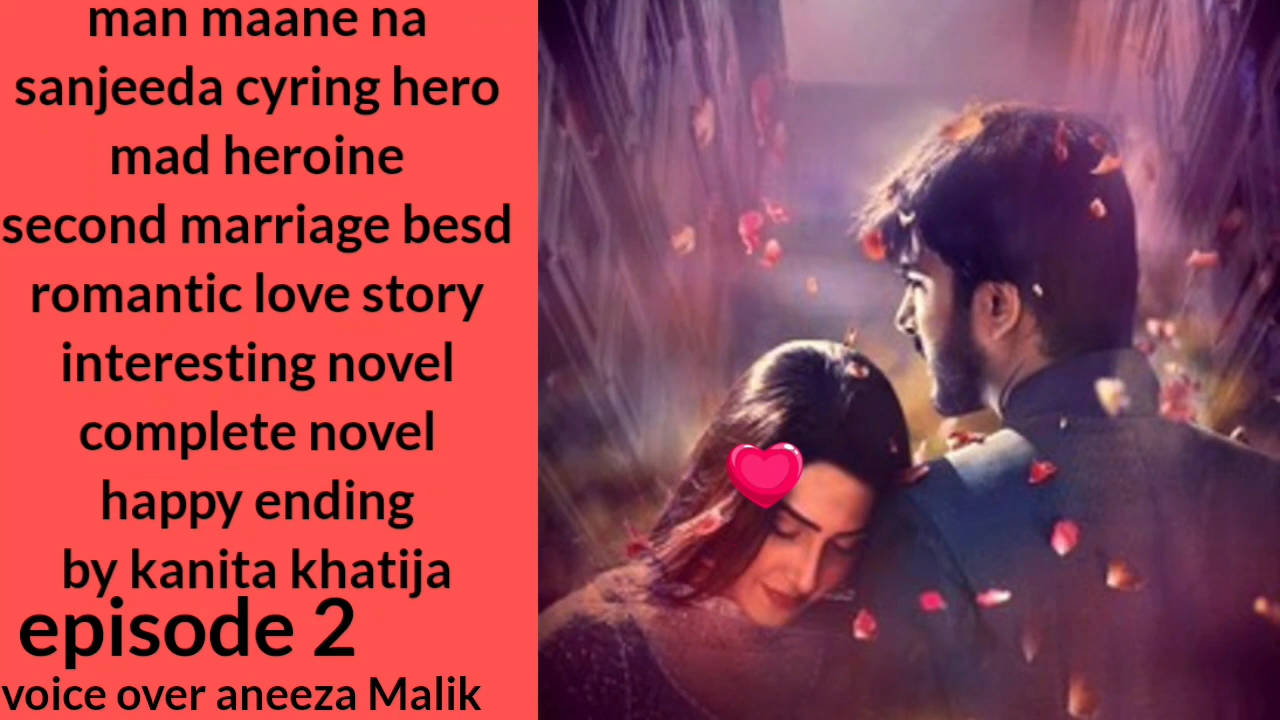 man maane na
sanjeeda cyring hero
mad heroine
second marriage besd
romantic love story
interesting novel
complete novel
happy ending
by kanita khatija
episode 2
voice over aneeza Malik